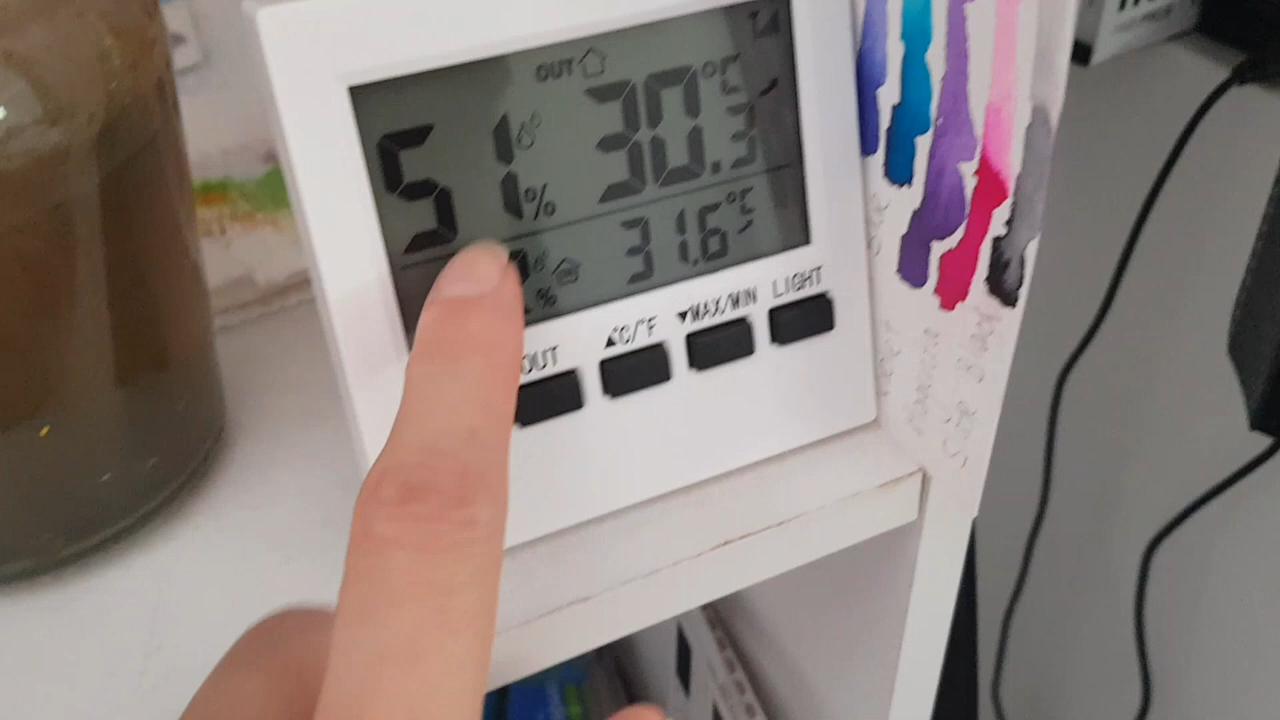 OUT
51% 30.3°C
% 31.6°C
OUT ▲°C/°F ▼MAX/MIN LIGHT